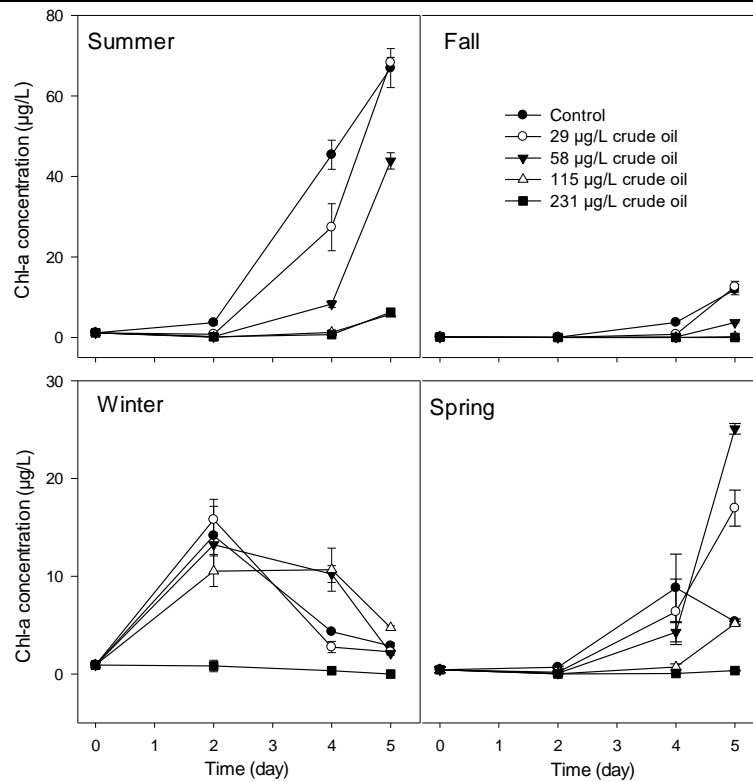 Summer
Fall
Chl-a concentration (µg/L)
80
60
40
20
0
Control
29 µg/L crude oil
58 µg/L crude oil
115 µg/L crude oil
231 µg/L crude oil
Winter
Spring
Chl-a concentration (µg/L)
30
20
10
0
0 1 2 3 4 5
0 1 2 3 4 5
Time (day)
Time (day)